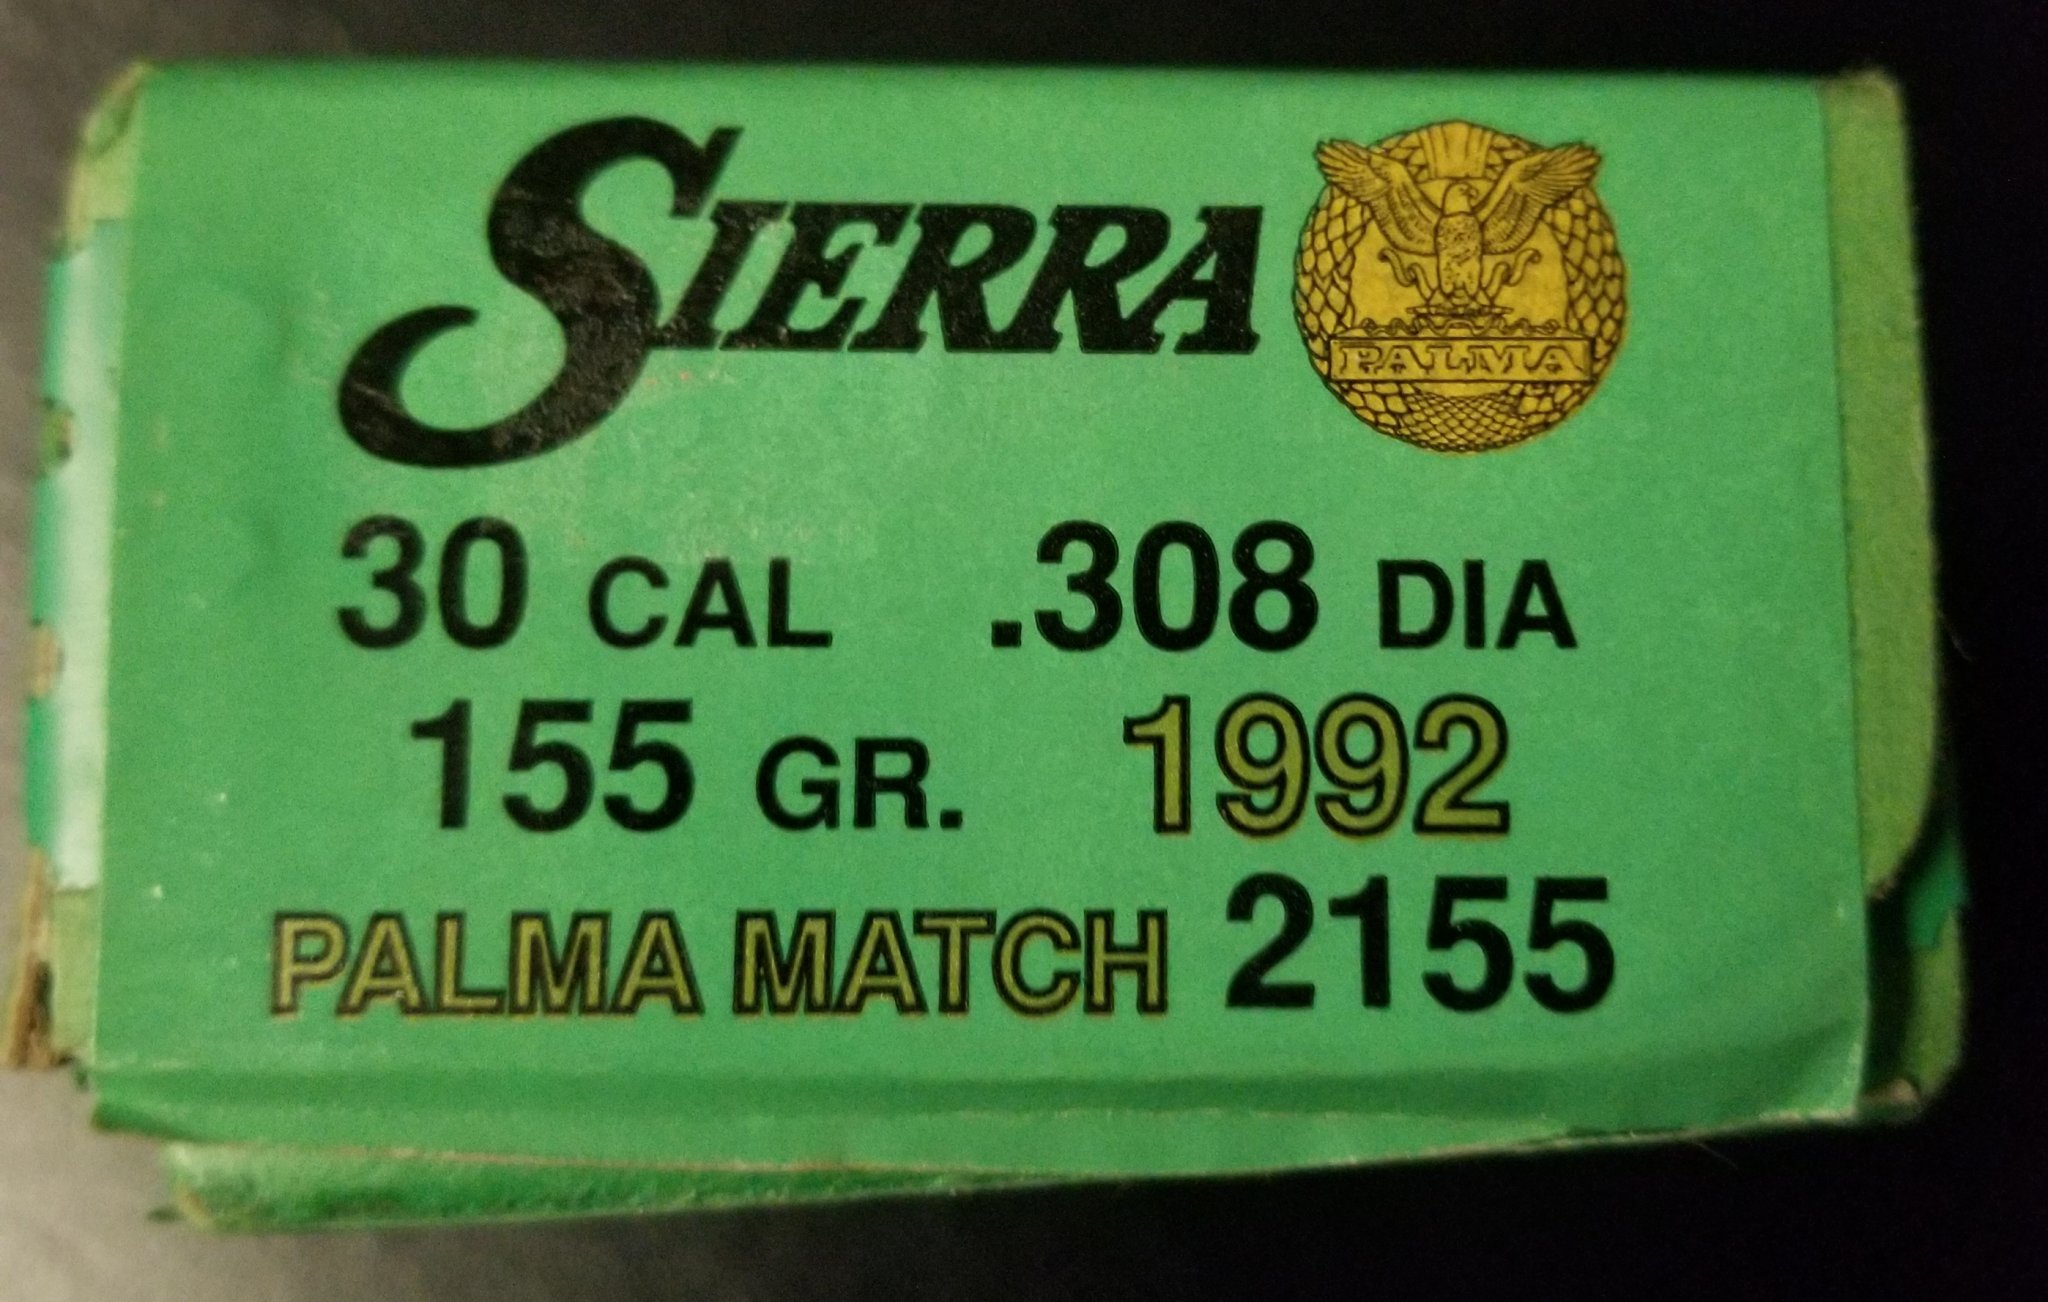 SIERRA
PALMA
30 CAL .308 DIA
155 GR. 1992
PALMA MATCH 2155